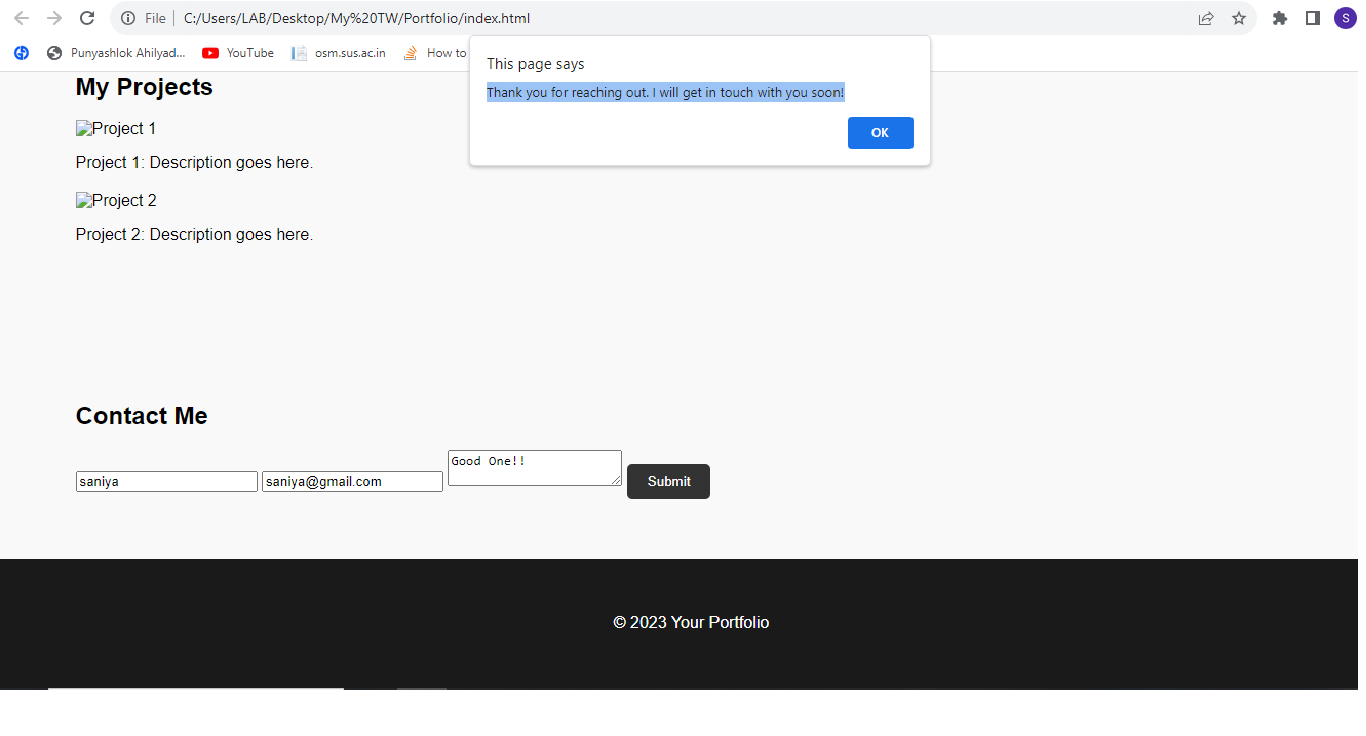 File | C:/Users/LAB/Desktop/My%20TW/Portfolio/index.html
S
Punyashlok Ahilyad... YouTube osm.sus.ac.in How to
This page says
Thank you for reaching out. I will get in touch with you soon!
OK
My Projects
Project 1
Project 1: Description goes here.
Project 2
Project 2: Description goes here.
Contact Me
saniya saniya@gmail.com Good One!! Submit
© 2023 Your Portfolio